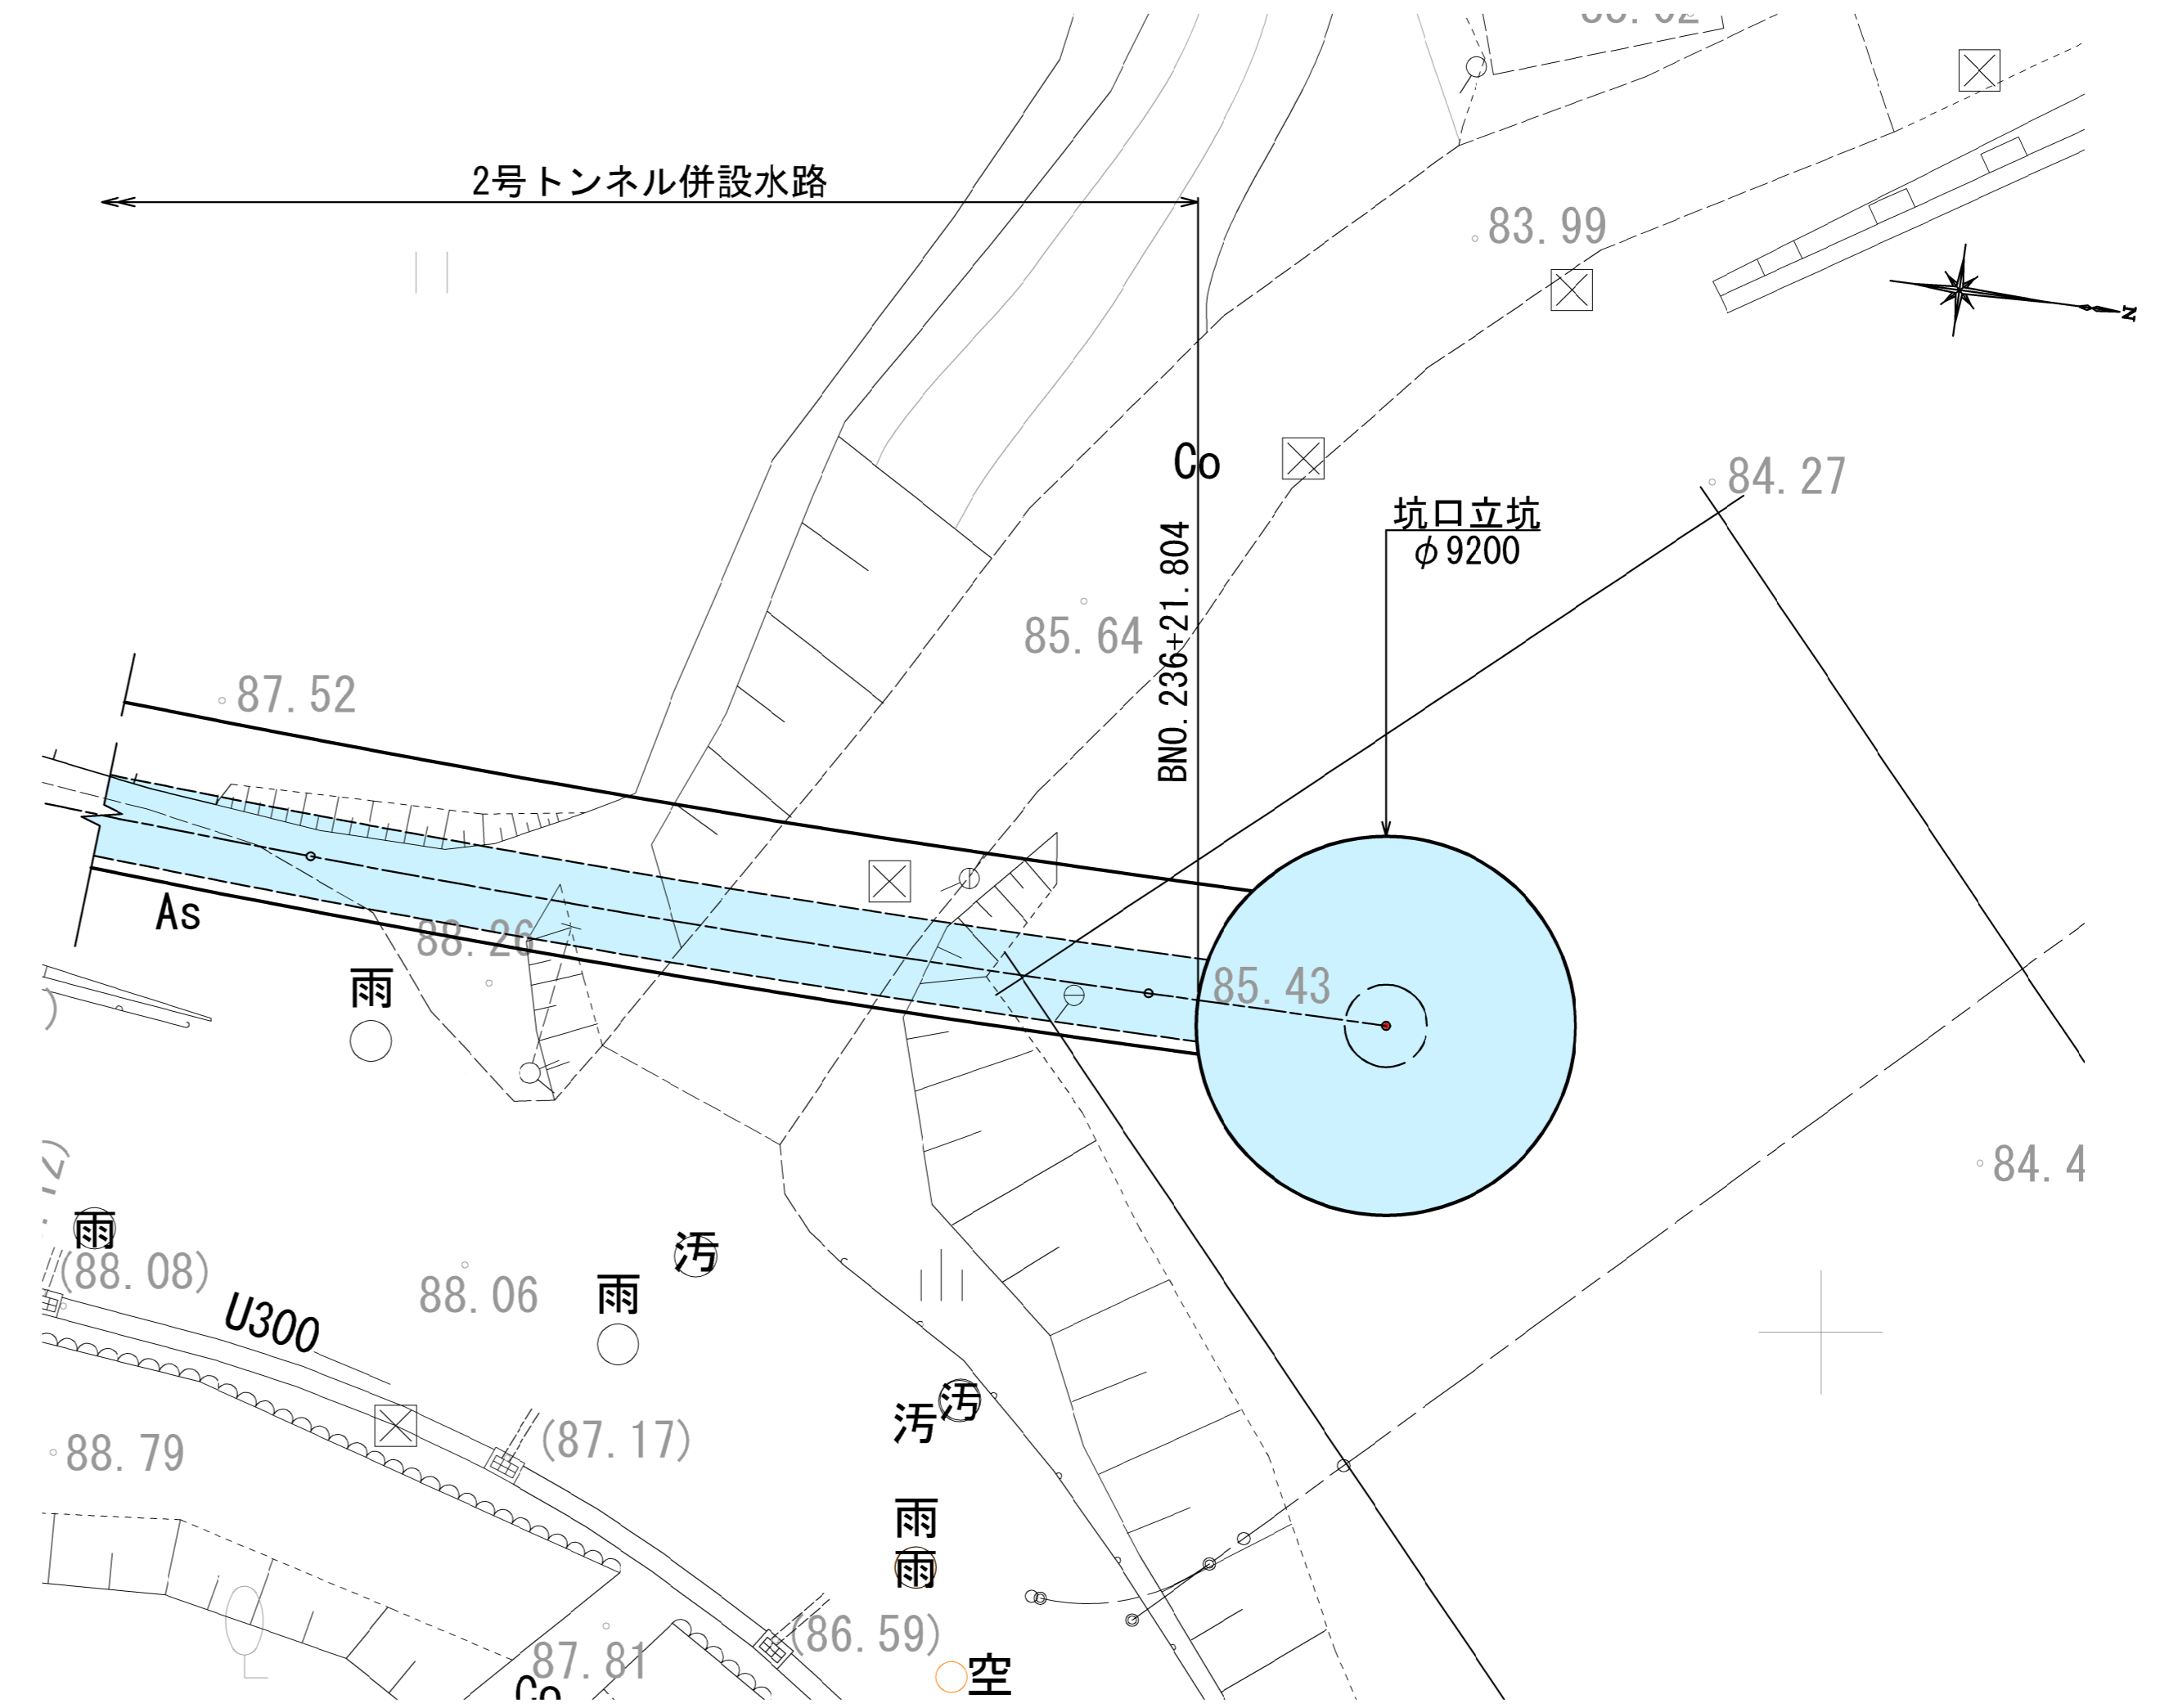 2号トンネル併設水路
83.99
N
Co
84.27
坑口立坑
φ9200
BNO.236+21.804
85.64
87.52
As
88.26
85.43
雨
84.4
雨
(88.08)
汚
88.06
雨
U300
汚
汚
(87.17)
88.79
雨
雨
(86.59)
87.81
空